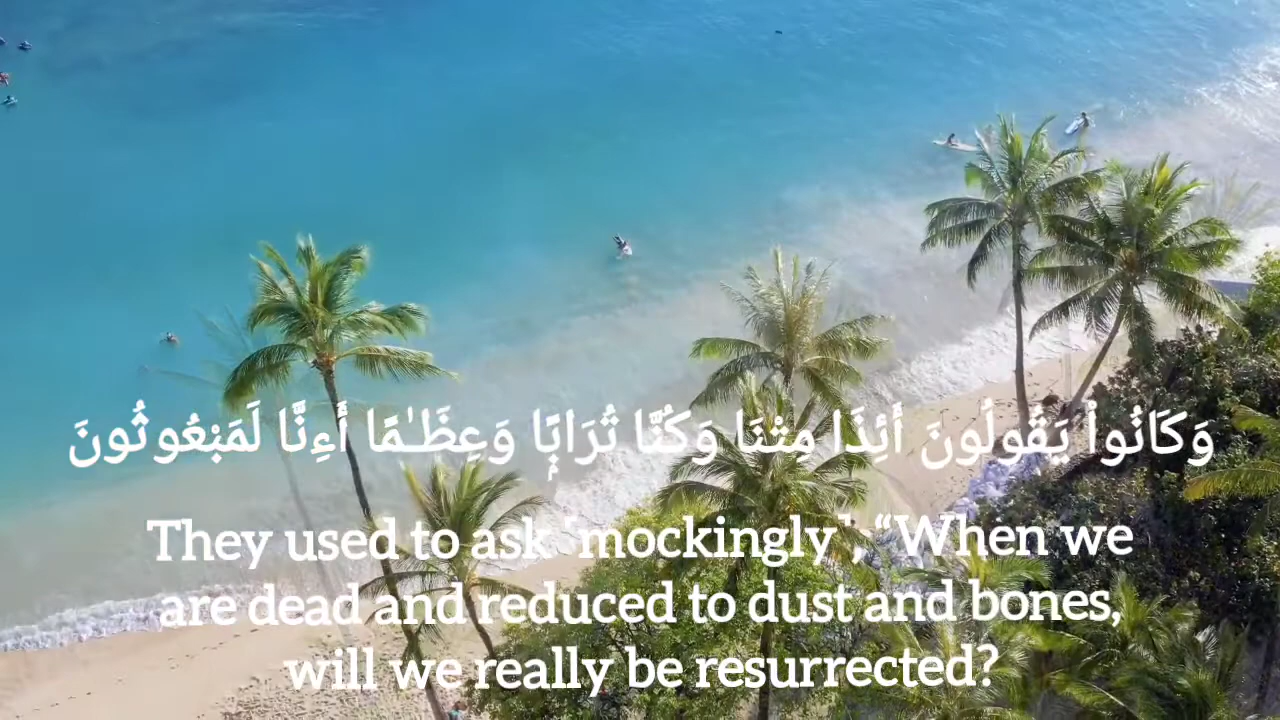 وَكَانُوا۟ يَقُولُونَ أَئِذَا مِتْنَا وَكُنَّا تُرَابًۭا وَعِظَـٰمًا أَءِنَّا لَمَبْعُوثُونَ
They used to ask ˹mockingly˺, “When we
are dead and reduced to dust and bones,
will we really be resurrected?